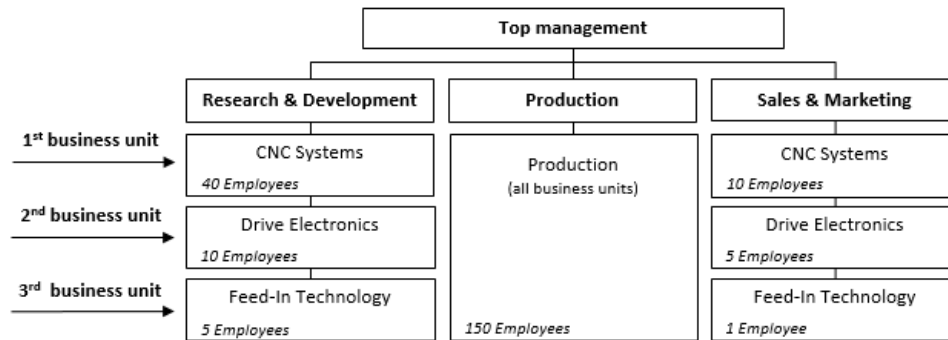 Top management
Research & Development
Production
Sales & Marketing
1st business unit
CNC Systems
40 Employees
Production
(all business units)
CNC Systems
10 Employees
2nd business unit
Drive Electronics
10 Employees
Drive Electronics
5 Employees
3rd business unit
Feed-In Technology
5 Employees
150 Employees
Feed-In Technology
1 Employee